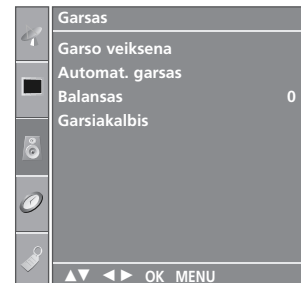 Garsas
Garso veiksena
Automat. garsas
Balansas 0
Garsiakalbis
▲▼ ◄► OK MENU